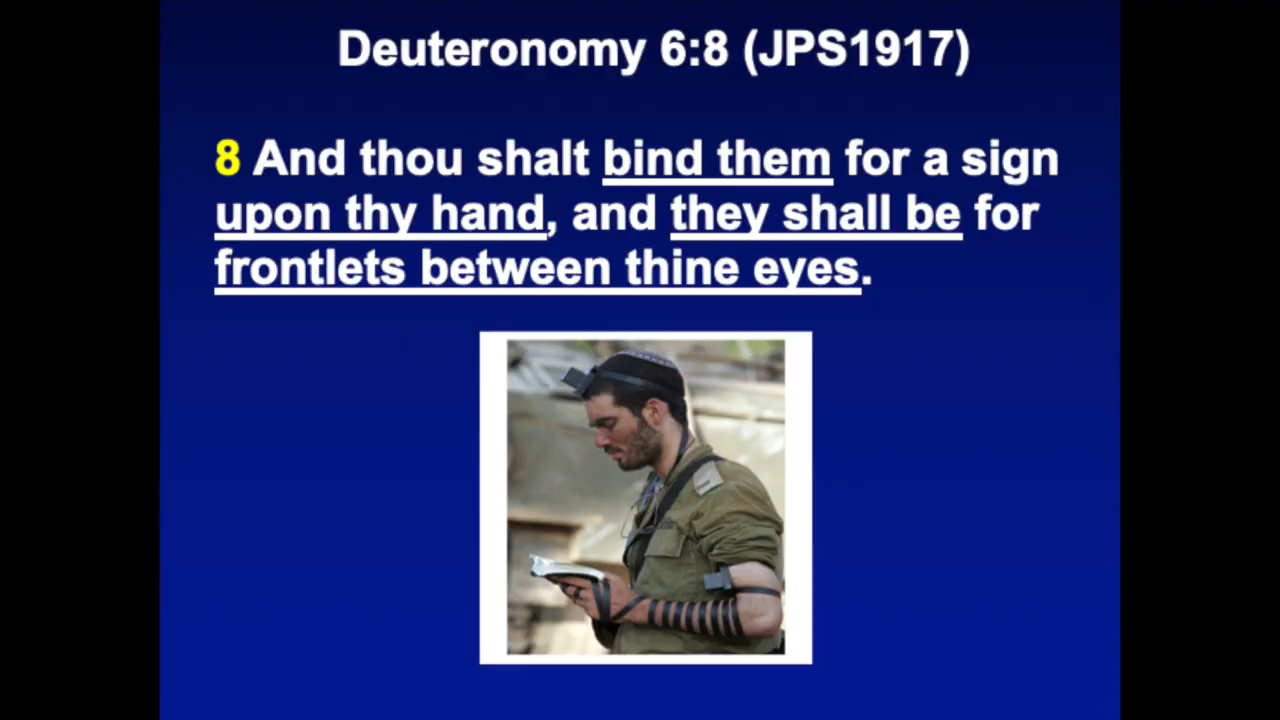 Deuteronomy 6:8 (JPS1917)
8 And thou shalt bind them for a sign
upon thy hand, and they shall be for
frontlets between thine eyes.